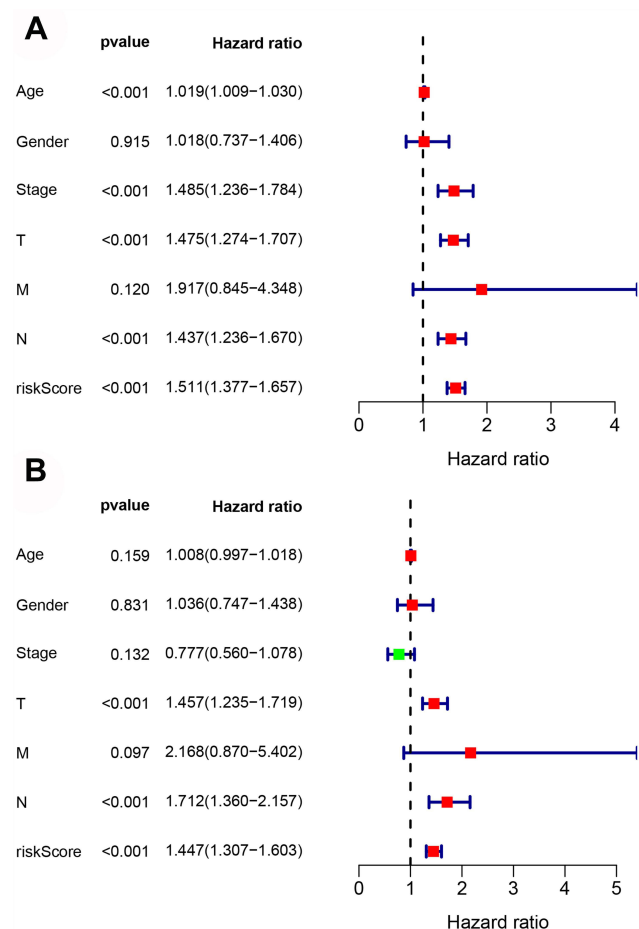 A
pvalue Hazard ratio
Age <0.001 1.019(1.009−1.030)
Gender 0.915 1.018(0.737−1.406)
Stage <0.001 1.485(1.236−1.784)
T <0.001 1.475(1.274−1.707)
M 0.120 1.917(0.845−4.348)
N <0.001 1.437(1.236−1.670)
riskScore <0.001 1.511(1.377−1.657)
0 1 2 3 4
Hazard ratio
B
pvalue Hazard ratio
Age 0.159 1.008(0.997−1.018)
Gender 0.831 1.036(0.747−1.438)
Stage 0.132 0.777(0.560−1.078)
T <0.001 1.457(1.235−1.719)
M 0.097 2.168(0.870−5.402)
N <0.001 1.712(1.360−2.157)
riskScore <0.001 1.447(1.307−1.603)
0 1 2 3 4 5
Hazard ratio